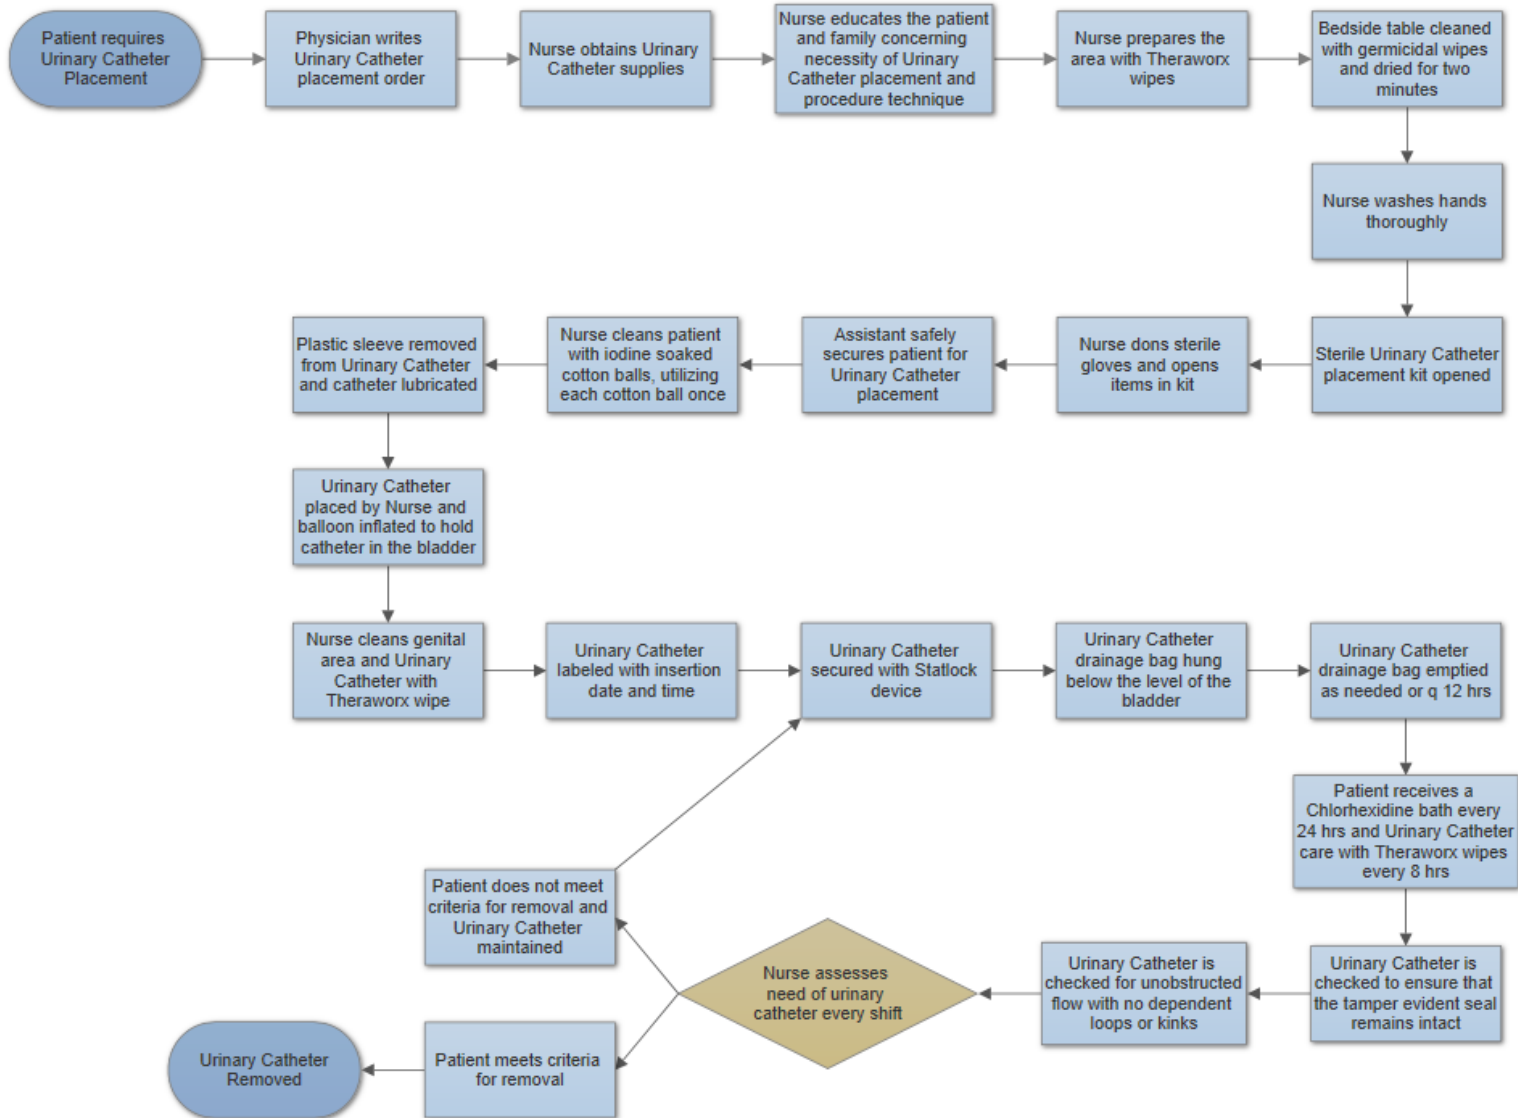 Patient requires
Urinary Catheter
Placement
Physician writes
Urinary Catheter
placement order
Nurse obtains Urinary
Catheter supplies
Nurse educates the patient
and family concerning
necessity of Urinary
Catheter placement and
procedure technique
Nurse prepares the
area with Theraworx
wipes
Bedside table cleaned
with germicidal wipes
and dried for two
minutes
Nurse washes hands
thoroughly
Sterile Urinary Catheter
placement kit opened
Nurse dons sterile
gloves and opens
items in kit
Assistant safely
secures patient for
Urinary Catheter
placement
Nurse cleans patient
with iodine soaked
cotton balls, utilizing
each cotton ball once
Plastic sleeve removed
from Urinary Catheter
and catheter lubricated
Urinary Catheter
placed by Nurse and
balloon inflated to hold
catheter in the bladder
Nurse cleans genital
area and Urinary
Catheter with
Theraworx wipe
Urinary Catheter
labeled with insertion
date and time
Urinary Catheter
secured with Statlock
device
Urinary Catheter
drainage bag hung
below the level of the
bladder
Urinary Catheter
drainage bag emptied
as needed or q 12 hrs
Patient receives a
Chlorhexidine bath every
24 hrs and Urinary Catheter
care with Theraworx wipes
every 8 hrs
Urinary Catheter is
checked to ensure that
the tamper evident seal
remains intact
Urinary Catheter is
checked for unobstructed
flow with no dependent
loops or kinks
Nurse assesses
need of urinary
catheter every shift
Patient does not meet
criteria for removal and
Urinary Catheter
maintained
Patient meets criteria
for removal
Urinary Catheter
Removed